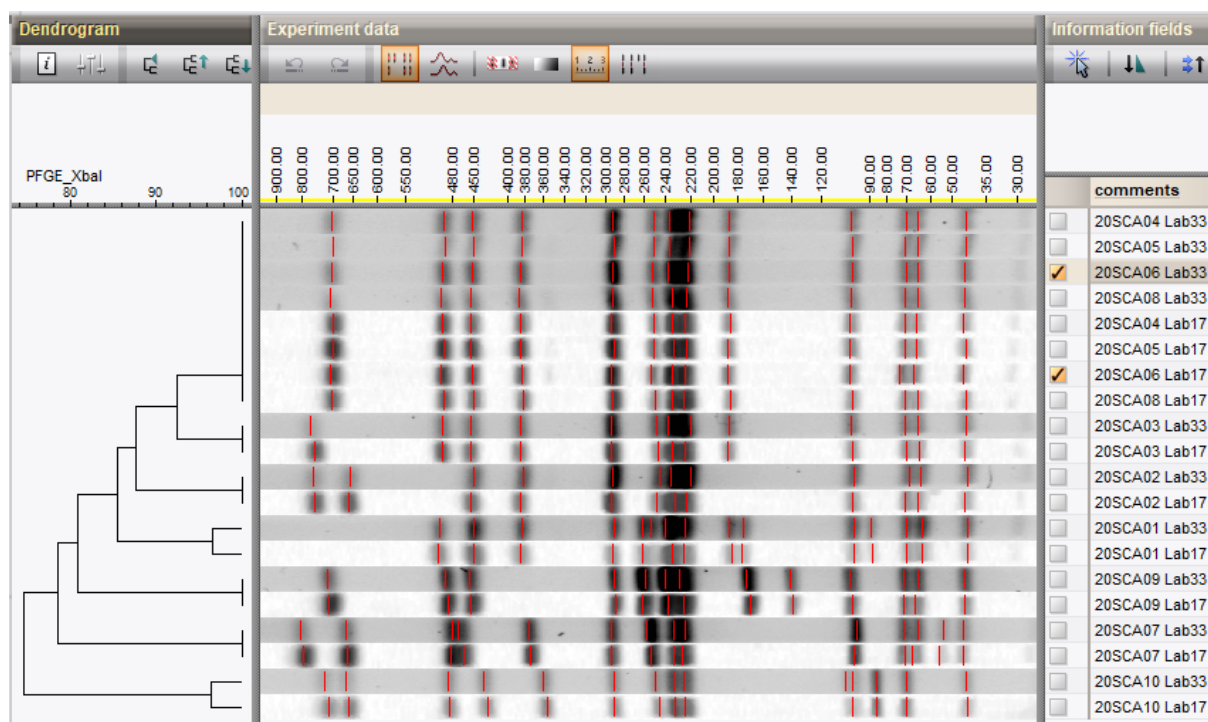 Dendrogram
Experiment data
Information fields
PFGE_XbaI
80 90 100
900.00 800.00 700.00 650.00 600.00 550.00 480.00 450.00 400.00 380.00 360.00 340.00 320.00 300.00 280.00 260.00 240.00 220.00 200.00 180.00 160.00 140.00 120.00 90.00 80.00 70.00 60.00 50.00 35.00 30.00
comments
20SCA04 Lab33
20SCA05 Lab33
20SCA06 Lab33
20SCA08 Lab33
20SCA04 Lab17
20SCA05 Lab17
20SCA06 Lab17
20SCA08 Lab17
20SCA03 Lab33
20SCA03 Lab17
20SCA02 Lab33
20SCA02 Lab17
20SCA01 Lab33
20SCA01 Lab17
20SCA09 Lab33
20SCA09 Lab17
20SCA07 Lab33
20SCA07 Lab17
20SCA10 Lab33
20SCA10 Lab17